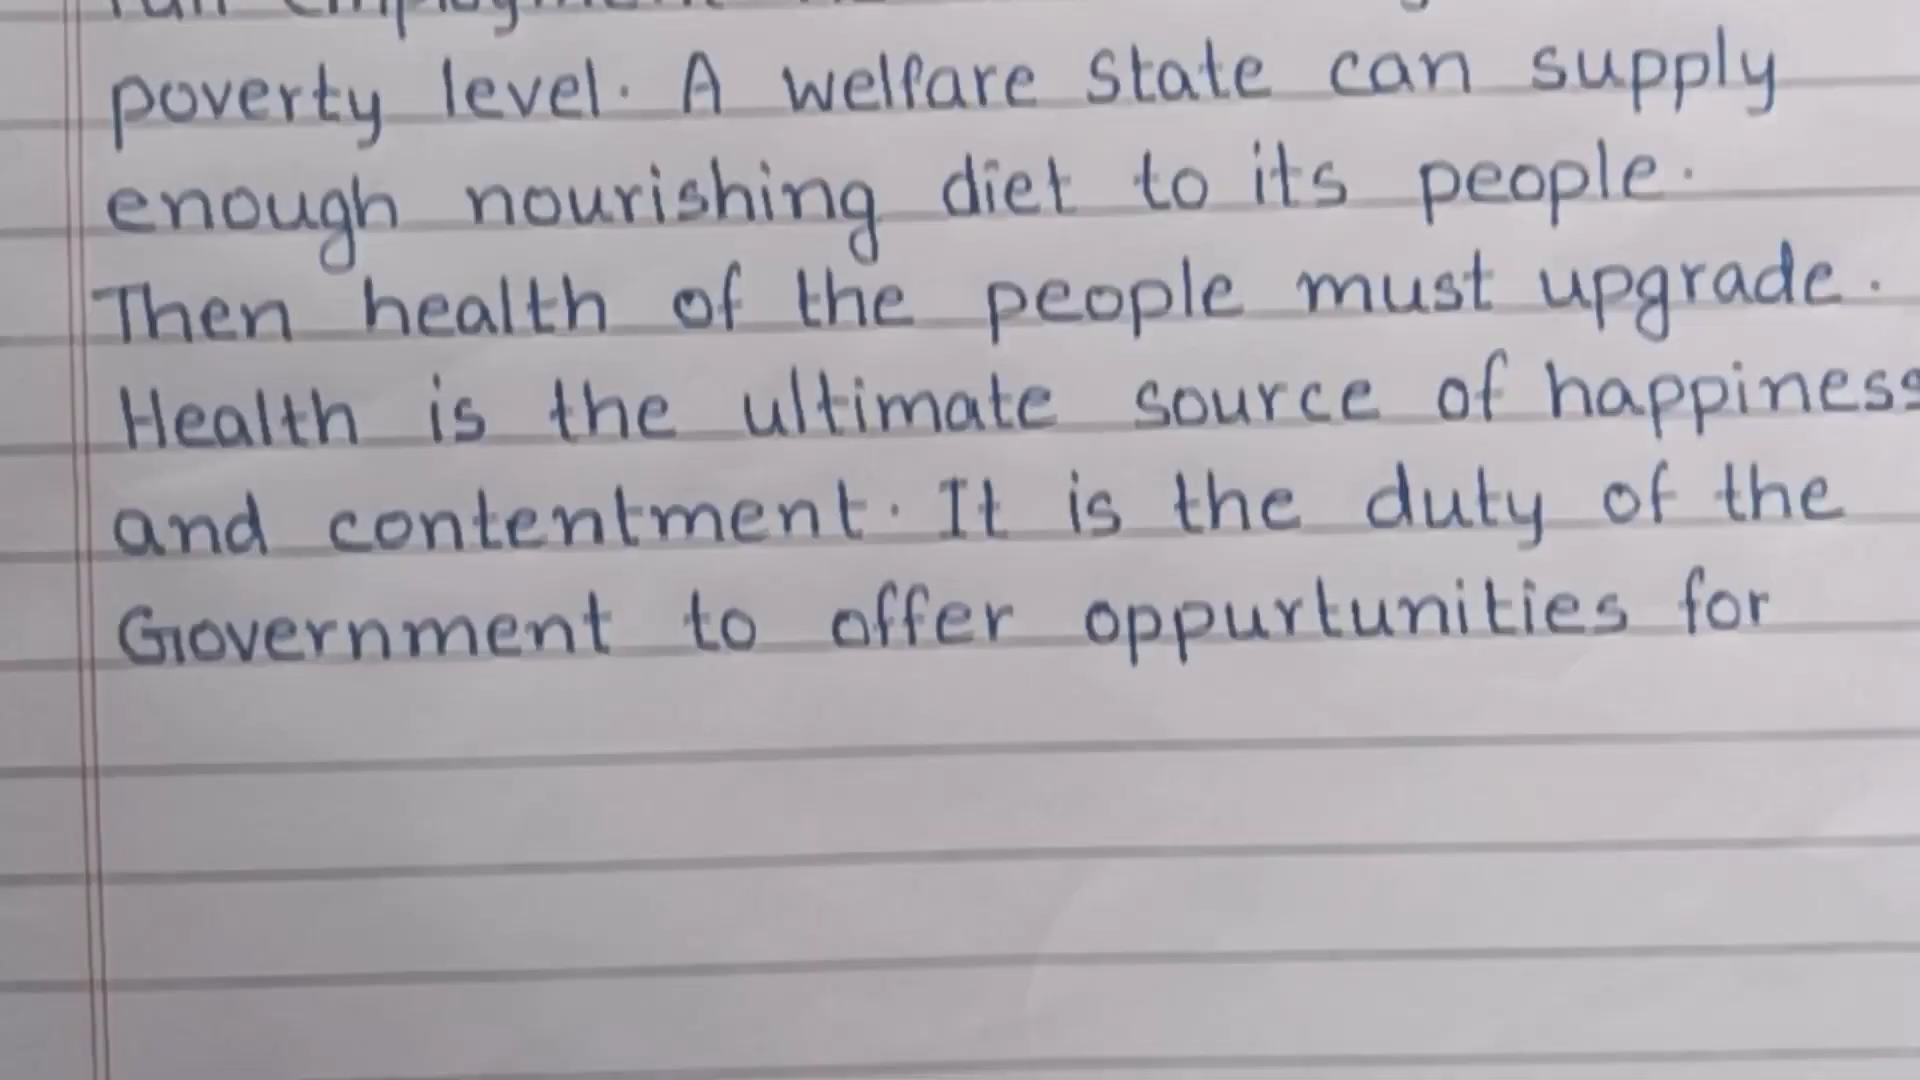 employment
poverty level. A welfare state can supply
enough nourishing diet to its people.
Then health of the people must upgrade.
Health is the ultimate source of happiness
and contentment. It is the duty of the
Government to offer oppurtunities for